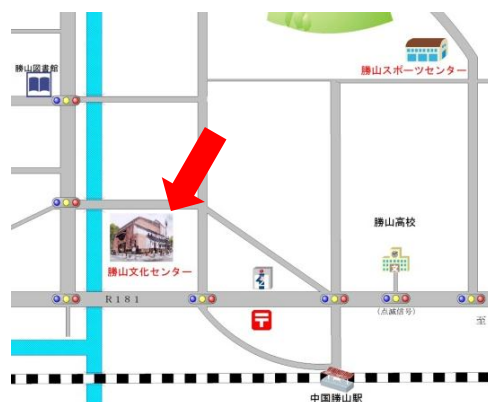 勝山図書館
勝山スポーツセンター
勝山高校
勝山文化センター
R181
(点滅信号)
至
中国勝山駅